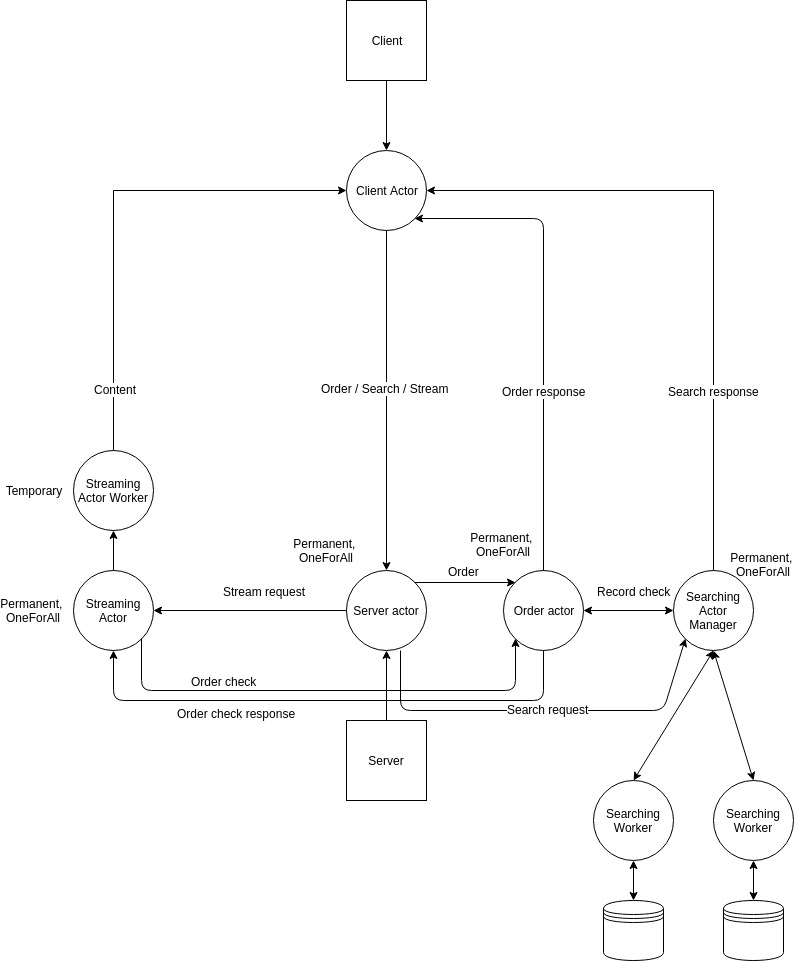 Client
Client Actor
Content
Order / Search / Stream
Order response
Search response
Temporary
Streaming
Actor Worker
Permanent,
OneForAll
Permanent,
OneForAll
Permanent,
OneForAll
Order
Stream request
Record check
Permanent,
OneForAll
Streaming
Actor
Server actor
Order actor
Searching
Actor
Manager
Order check
Order check response
Search request
Server
Searching
Worker
Searching
Worker